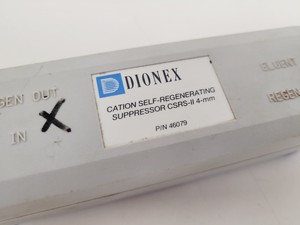 DIONEX
CATION SELF-REGENERATING
SUPPRESSOR CSRS-II 4-mm
P/N 46079
GEN OUT
IN X
ELUENT
REGEN